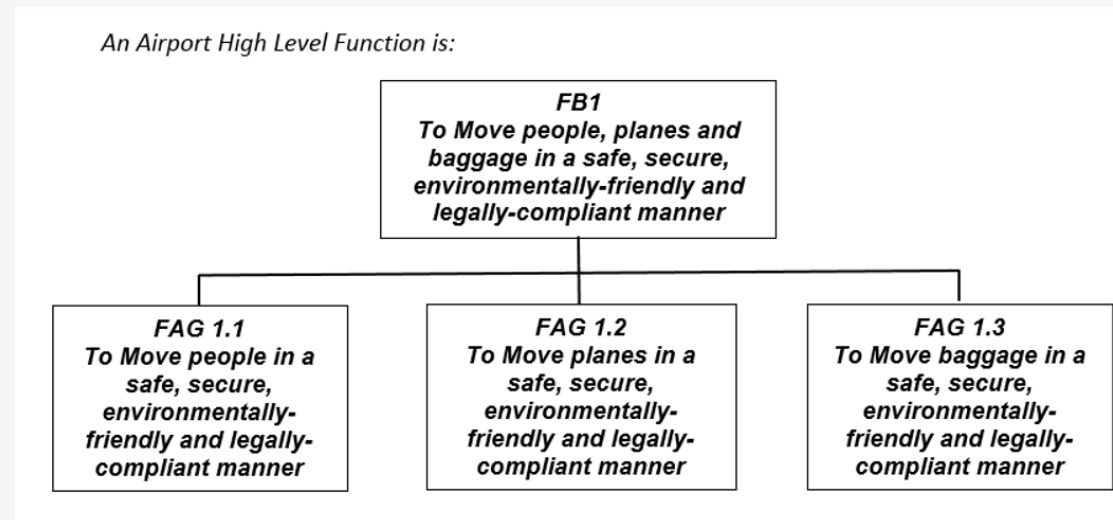 An Airport High Level Function is:
FB1
To Move people, planes and
baggage in a safe, secure,
environmentally-friendly and
legally-compliant manner
FAG 1.1
To Move people in a
safe, secure,
environmentally-
friendly and legally-
compliant manner
FAG 1.2
To Move planes in a
safe, secure,
environmentally-
friendly and legally-
compliant manner
FAG 1.3
To Move baggage in a
safe, secure,
environmentally-
friendly and legally-
compliant manner